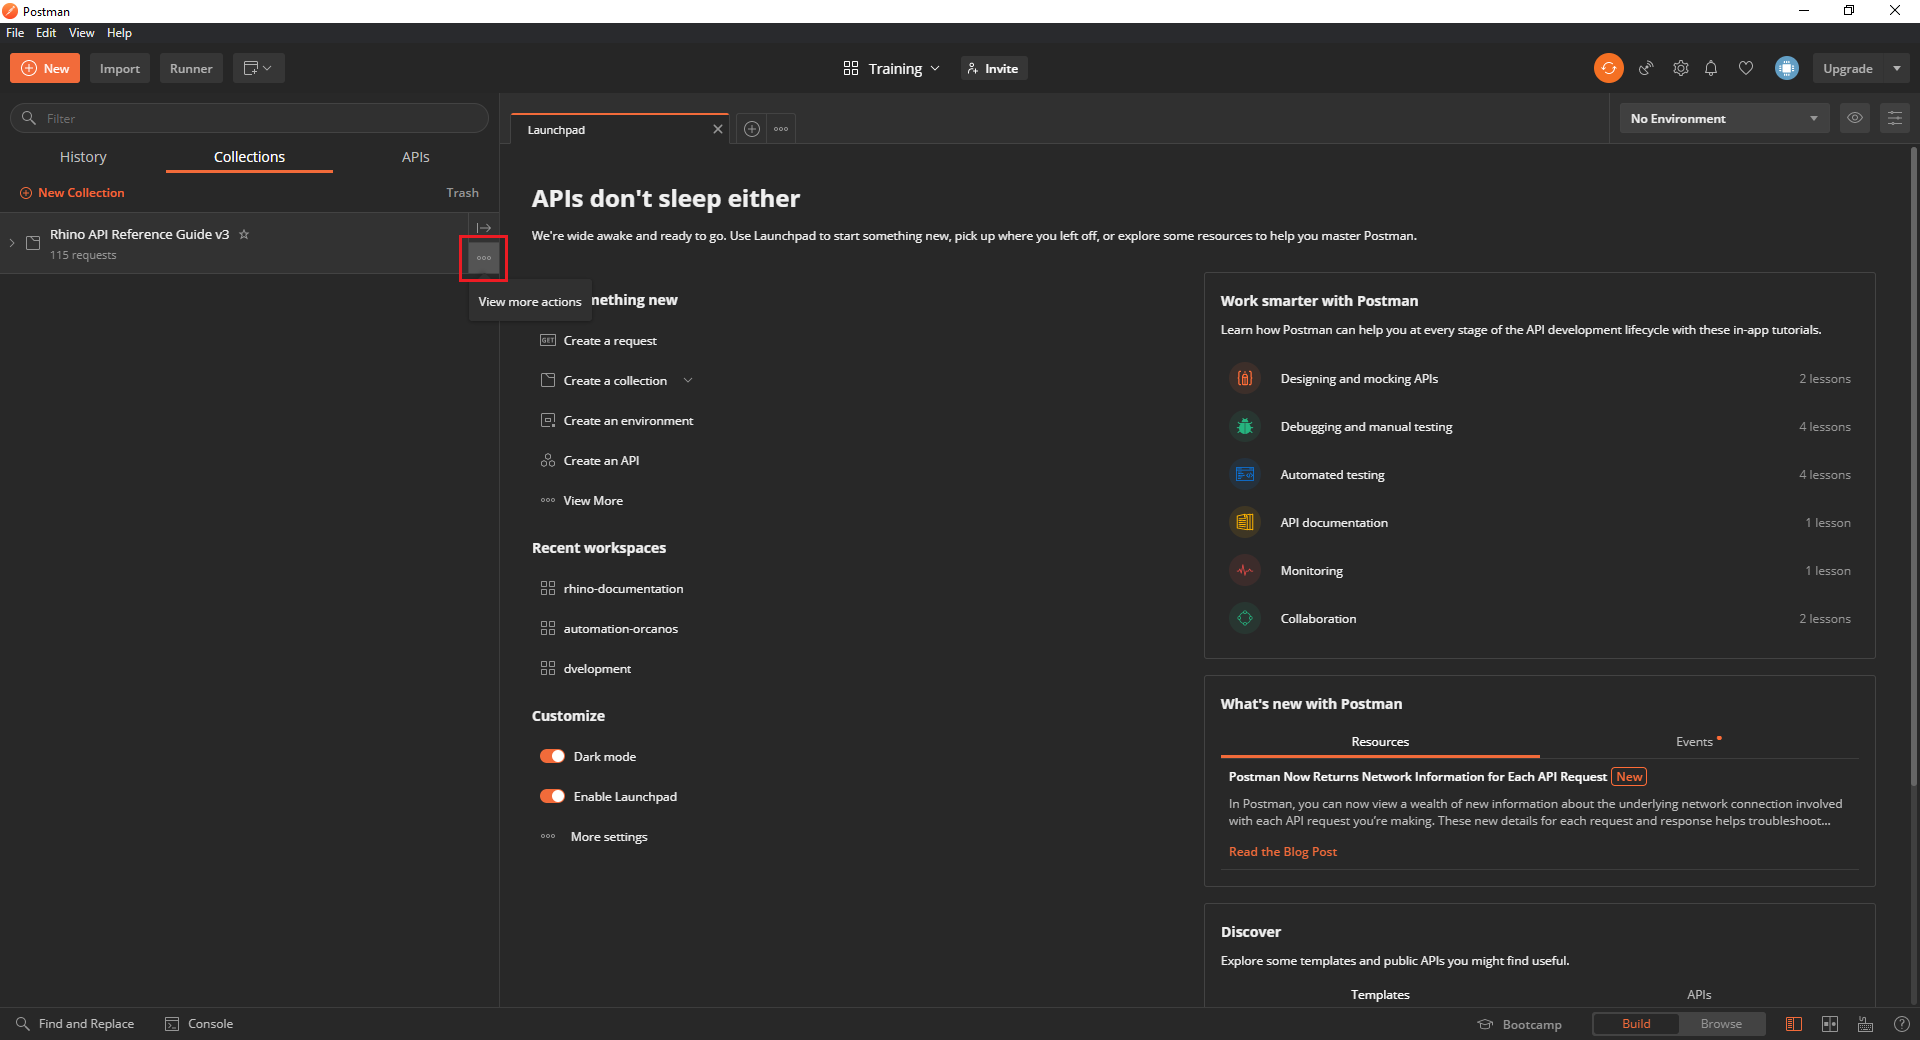 Postman
File Edit View Help
New Import Runner
Training Invite
Upgrade
Filter
Launchpad
No Environment
History Collections APIs
New Collection Trash
Rhino API Reference Guide v3
115 requests
View more actions
APIs don't sleep either
We're wide awake and ready to go. Use Launchpad to start something new, pick up where you left off, or explore some resources to help you master Postman.
mething new
GET Create a request
Create a collection
Create an environment
Create an API
View More
Recent workspaces
rhino-documentation
automation-orcanos
dvelopment
Customize
Dark mode
Enable Launchpad
More settings
Work smarter with Postman
Learn how Postman can help you at every stage of the API development lifecycle with these in-app tutorials.
Designing and mocking APIs 2 lessons
Debugging and manual testing 4 lessons
Automated testing 4 lessons
API documentation 1 lesson
Monitoring 1 lesson
Collaboration 2 lessons
What's new with Postman
Resources Events
Postman Now Returns Network Information for Each API Request New
In Postman, you can now view a wealth of new information about the underlying network connection involved
with each API request you're making. These new details for each request and response helps troubleshoot...
Read the Blog Post
Discover
Explore some templates and public APIs you might find useful.
Templates APIs
Find and Replace Console
Bootcamp Build Browse